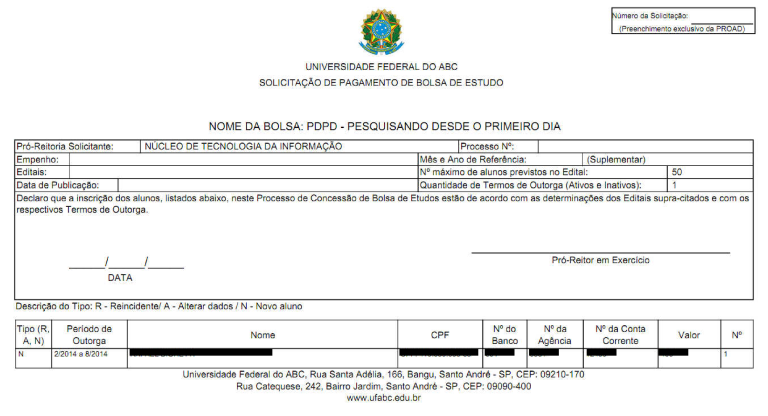 Número da Solicitação:
(Preenchimento exclusivo da PROAD)
UNIVERSIDADE FEDERAL DO ABC
SOLICITAÇÃO DE PAGAMENTO DE BOLSA DE ESTUDO
NOME DA BOLSA: PDPD - PESQUISANDO DESDE O PRIMEIRO DIA
Pró-Reitoria Solicitante: NÚCLEO DE TECNOLOGIA DA INFORMAÇÃO Processo Nº:
Empenho: Mês e Ano de Referência: (Suplementar)
Editais: Nº máximo de alunos previstos no Edital: 50
Data de Publicação: Quantidade de Termos de Outorga (Ativos e Inativos): 1
Declaro que a inscrição dos alunos, listados abaixo, neste Processo de Concessão de Bolsa de Etudos estão de acordo com as determinações dos Editais supra-citados e com os
respectivos Termos de Outorga.
____/____/____
Pró-Reitor em Exercício
DATA
Descrição do Tipo: R - Reincidente/ A - Alterar dados / N - Novo aluno
Tipo (R, A, N) Período de Outorga Nome CPF Nº do Banco Nº da Agência Nº da Conta Corrente Valor Nº
N 2/2014 a 8/2014 1
Universidade Federal do ABC, Rua Santa Adélia, 166, Bangu, Santo André - SP, CEP: 09210-170
Rua Catequese, 242, Bairro Jardim, Santo André - SP, CEP: 09090-400
www.ufabc.edu.br